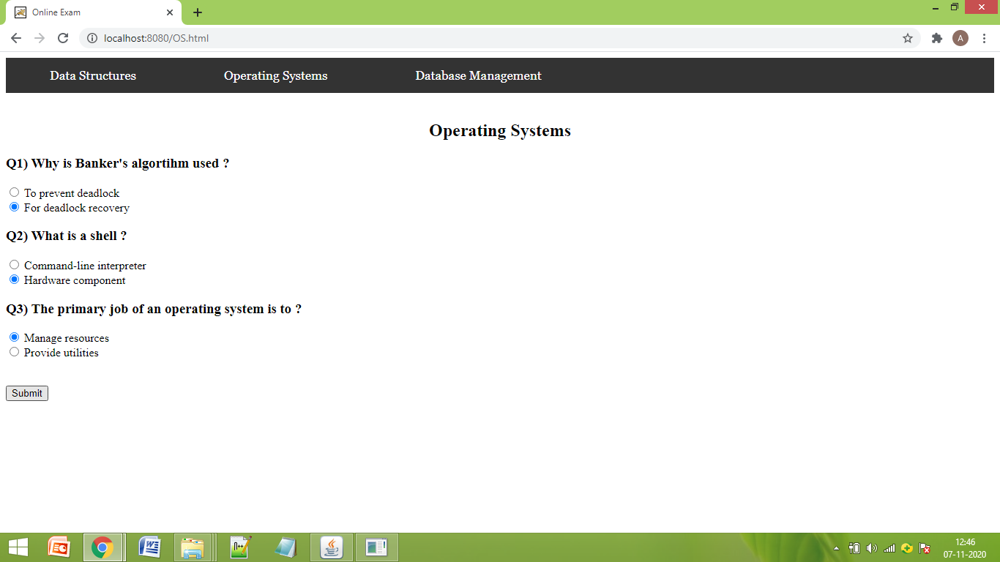 Online Exam
localhost:8080/OS.html
A
Data Structures Operating Systems Database Management
Operating Systems
Q1) Why is Banker's algortihm used ?
To prevent deadlock
For deadlock recovery
Q2) What is a shell ?
Command-line interpreter
Hardware component
Q3) The primary job of an operating system is to ?
Manage resources
Provide utilities
Submit
12:46
07-11-2020